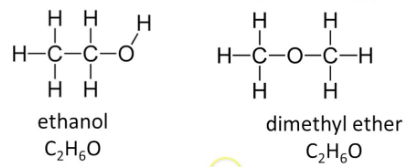 H H H
H–C–C–O
H H
ethanol
C₂H₆O
H H
H–C–O–C–H
H H
dimethyl ether
C₂H₆O